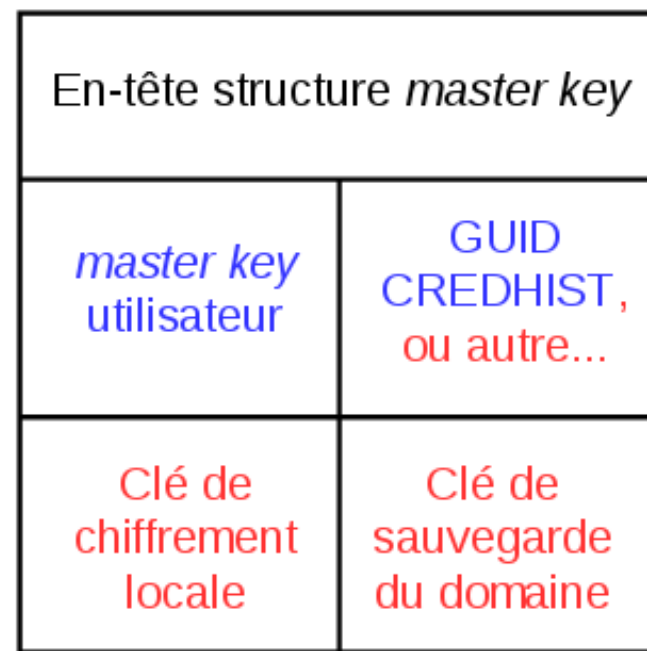 En-tête structure master key
master key
utilisateur
GUID
CREDHIST,
ou autre...
Clé de
chiffrement
locale
Clé de
sauvegarde
du domaine